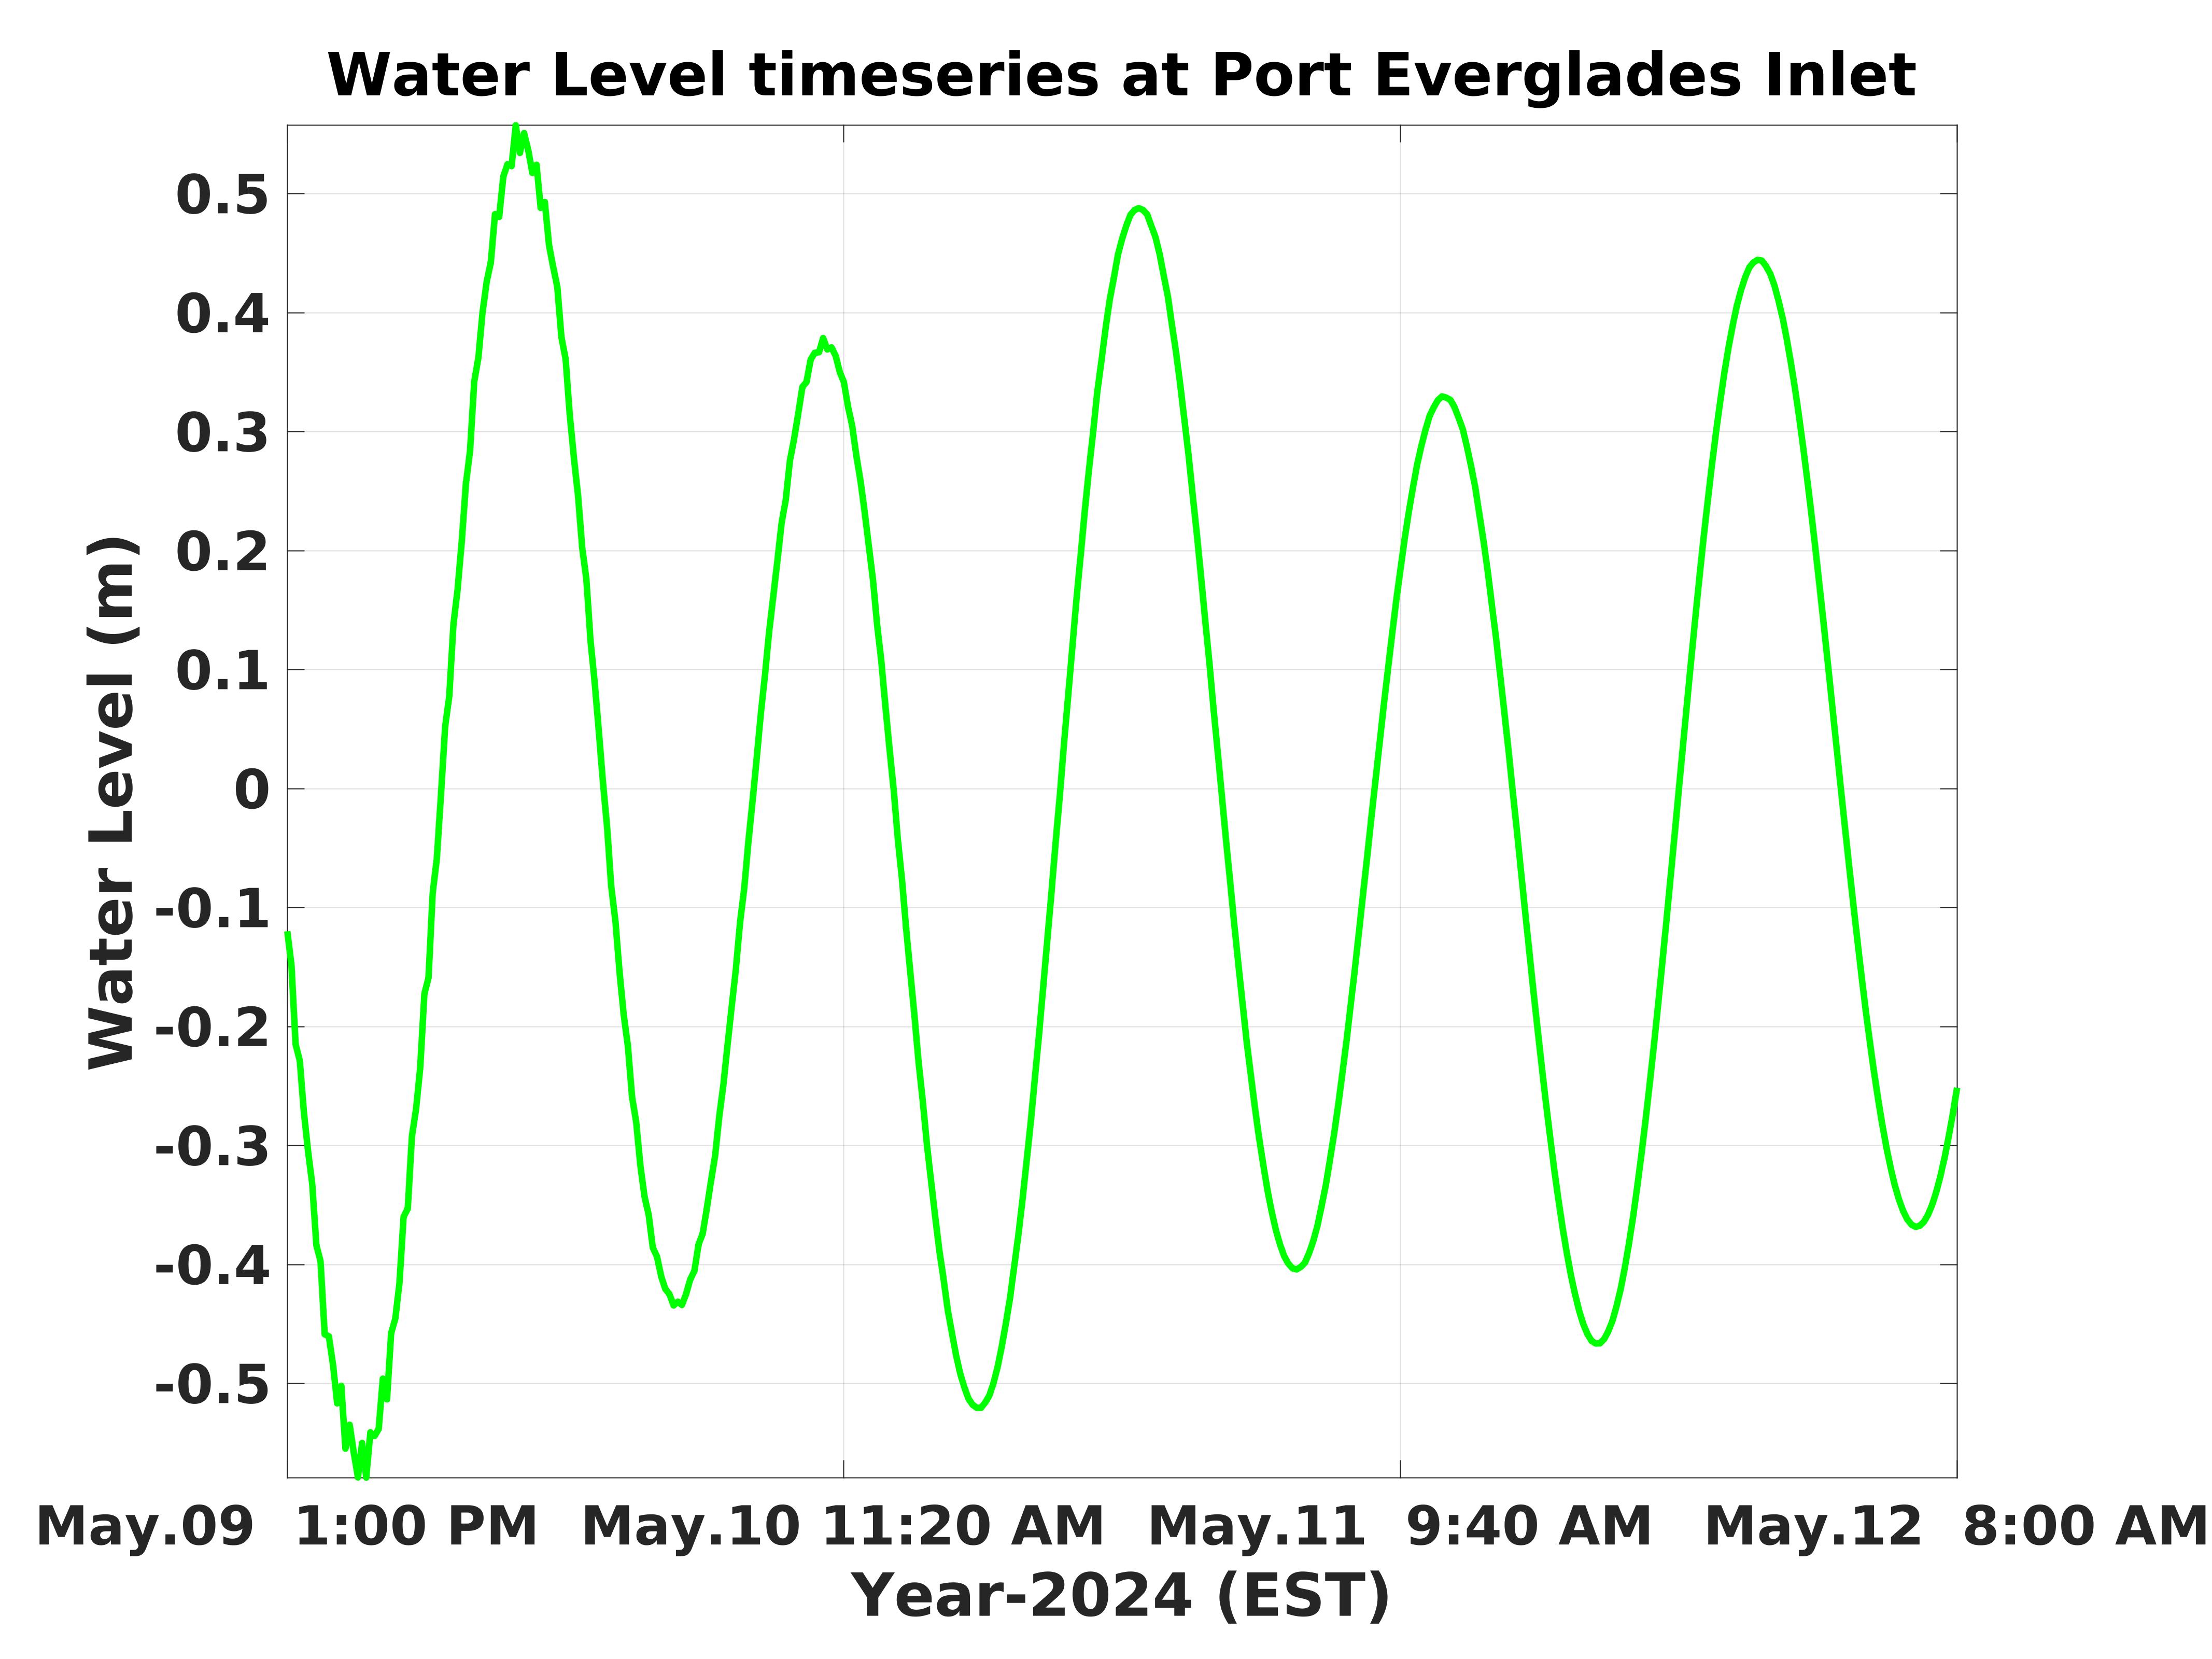 Water Level timeseries at Port Everglades Inlet
Water Level (m)
0.5
0.4
0.3
0.2
0.1
0
-0.1
-0.2
-0.3
-0.4
-0.5
May.09 1:00 PM May.10 11:20 AM May.11 9:40 AM May.12 8:00 AM
Year-2024 (EST)